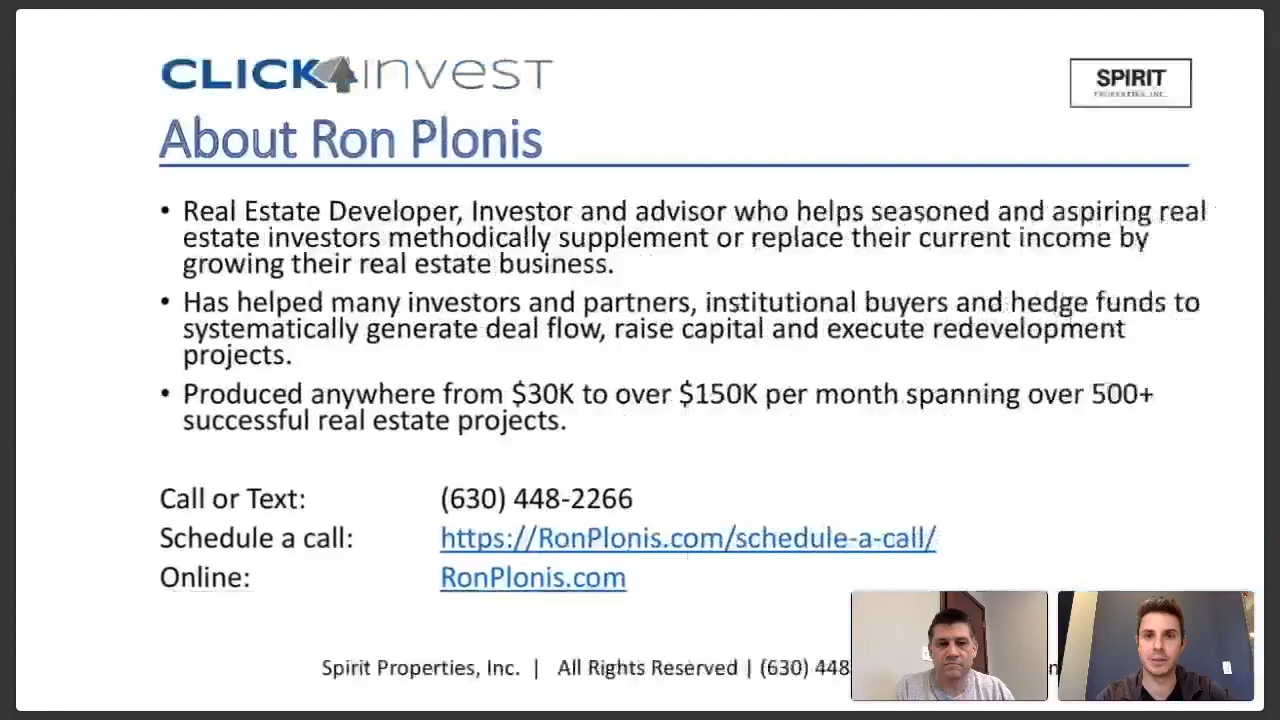 CLICK4INVEST
SPIRIT
PROPERTIES, INC.
About Ron Plonis
• Real Estate Developer, Investor and advisor who helps seasoned and aspiring real
estate investors methodically supplement or replace their current income by
growing their real estate business.
• Has helped many investors and partners, institutional buyers and hedge funds to
systematically generate deal flow, raise capital and execute redevelopment
projects.
• Produced anywhere from $30K to over $150K per month spanning over 500+
successful real estate projects.
Call or Text: (630) 448-2266
Schedule a call: https://RonPlonis.com/schedule-a-call/
Online: RonPlonis.com
Spirit Properties, Inc. | All Rights Reserved | (630) 448